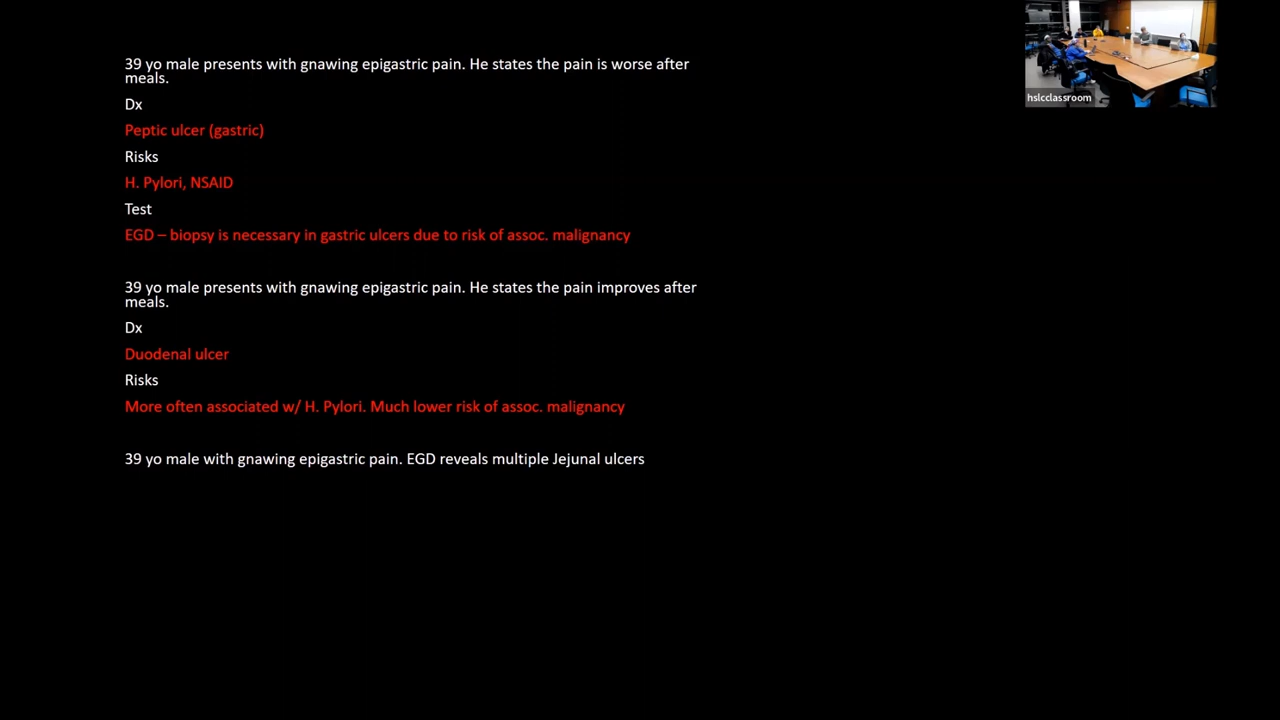 39 yo male presents with gnawing epigastric pain. He states the pain is worse after
meals.
Dx
Peptic ulcer (gastric)
Risks
H. Pylori, NSAID
Test
EGD – biopsy is necessary in gastric ulcers due to risk of assoc. malignancy
39 yo male presents with gnawing epigastric pain. He states the pain improves after
meals.
Dx
Duodenal ulcer
Risks
More often associated w/ H. Pylori. Much lower risk of assoc. malignancy
39 yo male with gnawing epigastric pain. EGD reveals multiple Jejunal ulcers
hslcclassroom